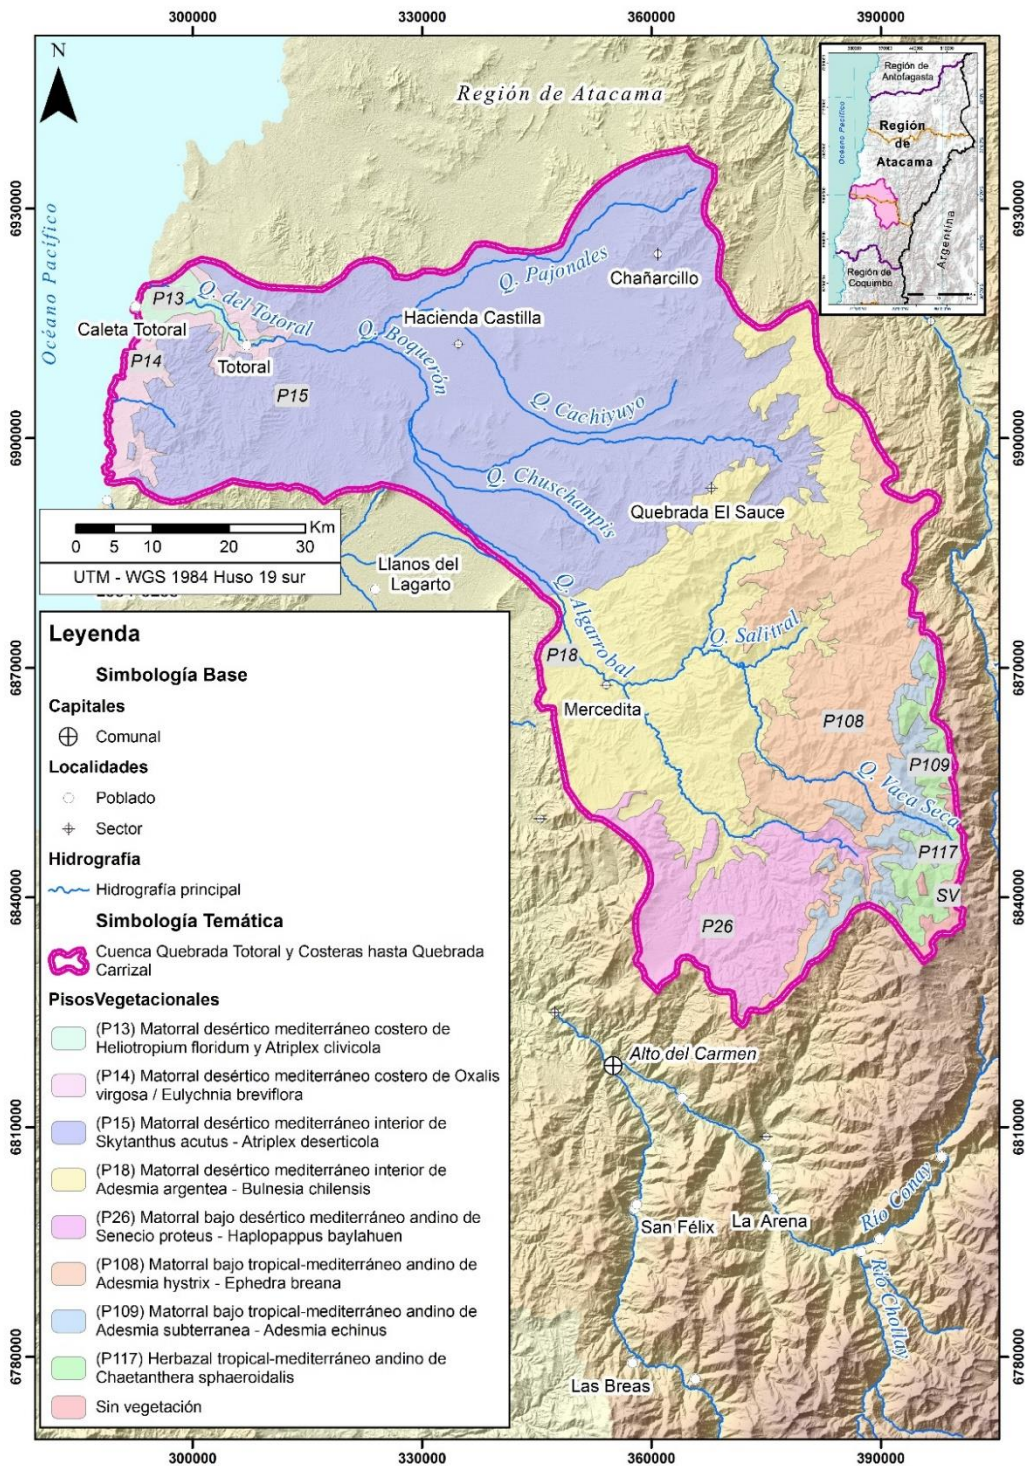 300000
330000
360000
390000
N
Región de Atacama
Océano Pacífico
Región de
Antofagasta
Océano Pacífico
Región
de
Atacama
Argentina
Región de
Coquimbo
6930000
6930000
P13
Q. del Totoral
Q. Pajonales
Chañarcillo
Caleta Totoral
Hacienda Castilla
P14
Totoral
Q. Boquerón
P15
Q. Cachiyuyo
6900000
6900000
Q. Chuschampis
Quebrada El Sauce
Km
0 5 10 20 30
UTM - WGS 1984 Huso 19 sur
Llanos del
Lagarto
Q. Algarrobal
Q. Salitral
P18
6870000
6870000
Mercedita
P108
P109
Q. Vaca Seca
P117
SV
P26
6840000
6840000
Alto del Carmen
6810000
6810000
San Félix
La Arena
Río Conay
Río Chollay
6780000
6780000
Las Breas
Leyenda
Simbología Base
Capitales
Comunal
Localidades
Poblado
Sector
Hidrografía
Hidrografía principal
Simbología Temática
Cuenca Quebrada Totoral y Costeras hasta Quebrada
Carrizal
PisosVegetacionales
(P13) Matorral desértico mediterráneo costero de
Heliotropium floridum y Atriplex clivicola
(P14) Matorral desértico mediterráneo costero de Oxalis
virgosa / Eulychnia breviflora
(P15) Matorral desértico mediterráneo interior de
Skytanthus acutus - Atriplex deserticola
(P18) Matorral desértico mediterráneo interior de
Adesmia argentea - Bulnesia chilensis
(P26) Matorral bajo desértico mediterráneo andino de
Senecio proteus - Haplopappus baylahuen
(P108) Matorral bajo tropical-mediterráneo andino de
Adesmia hystrix - Ephedra breana
(P109) Matorral bajo tropical-mediterráneo andino de
Adesmia subterranea - Adesmia echinus
(P117) Herbazal tropical-mediterráneo andino de
Chaetanthera sphaeroidalis
Sin vegetación
300000
330000
360000
390000